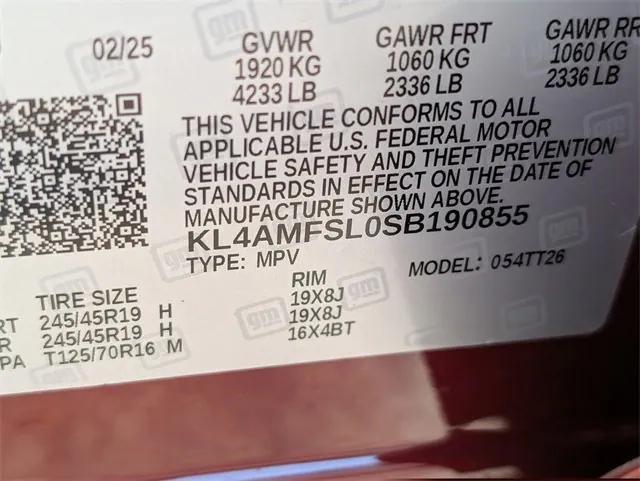 02/25 GVWR GAWR FRT GAWR RR
1920 KG 1060 KG 1060 KG
4233 LB 2336 LB 2336 LB
THIS VEHICLE CONFORMS TO ALL
APPLICABLE U.S. FEDERAL MOTOR
VEHICLE SAFETY AND THEFT PREVENTION
STANDARDS IN EFFECT ON THE DATE OF
MANUFACTURE SHOWN ABOVE.
KL4AMFSL0SB190855
TYPE: MPV MODEL: 054TT26
TIRE SIZE RIM
RT 245/45R19 H 19X8J
R 245/45R19 H 19X8J
PA T125/70R16 M 16X4BT
gm